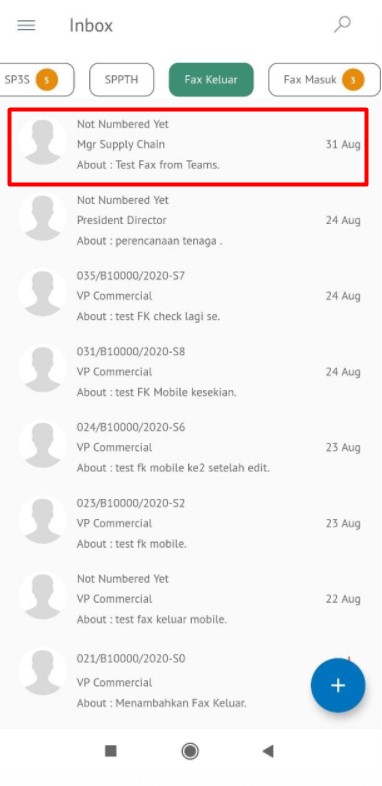 Inbox
SP3S 5 SPPTH Fax Keluar Fax Masuk 3
Not Numbered Yet
Mgr Supply Chain 31 Aug
About : Test Fax from Teams.
Not Numbered Yet
President Director 24 Aug
About : perencanaan tenaga .
035/B10000/2020-S7
VP Commercial 24 Aug
About : test FK check lagi se.
031/B10000/2020-S8
VP Commercial 24 Aug
About : test FK Mobile kesekian.
024/B10000/2020-S6
VP Commercial 23 Aug
About : test fk mobile ke2 setelah edit.
023/B10000/2020-S2
VP Commercial 23 Aug
About : test fk mobile.
Not Numbered Yet
VP Commercial 22 Aug
About : test fax keluar mobile.
021/B10000/2020-S0
VP Commercial
About : Menambahkan Fax Keluar.